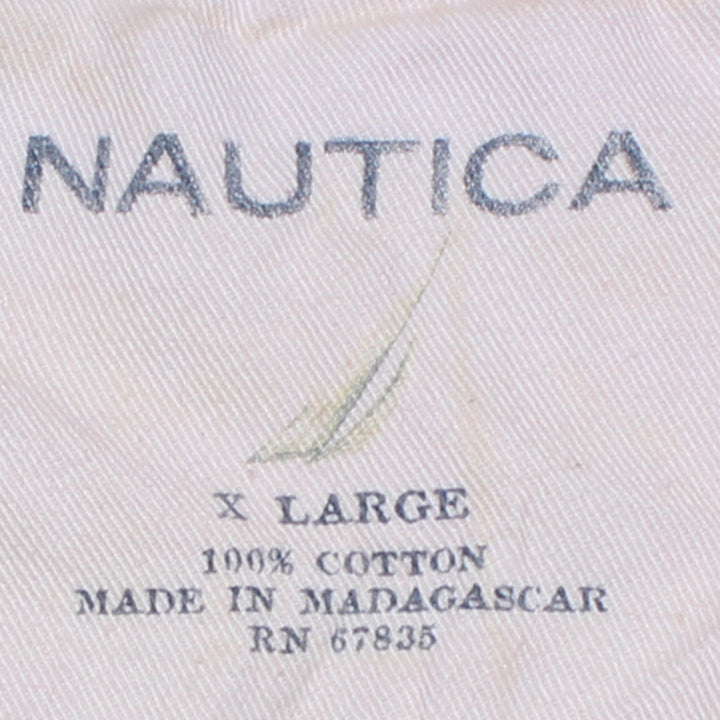 NAUTICA
X LARGE
100% COTTON
MADE IN MADAGASCAR
RN 67835